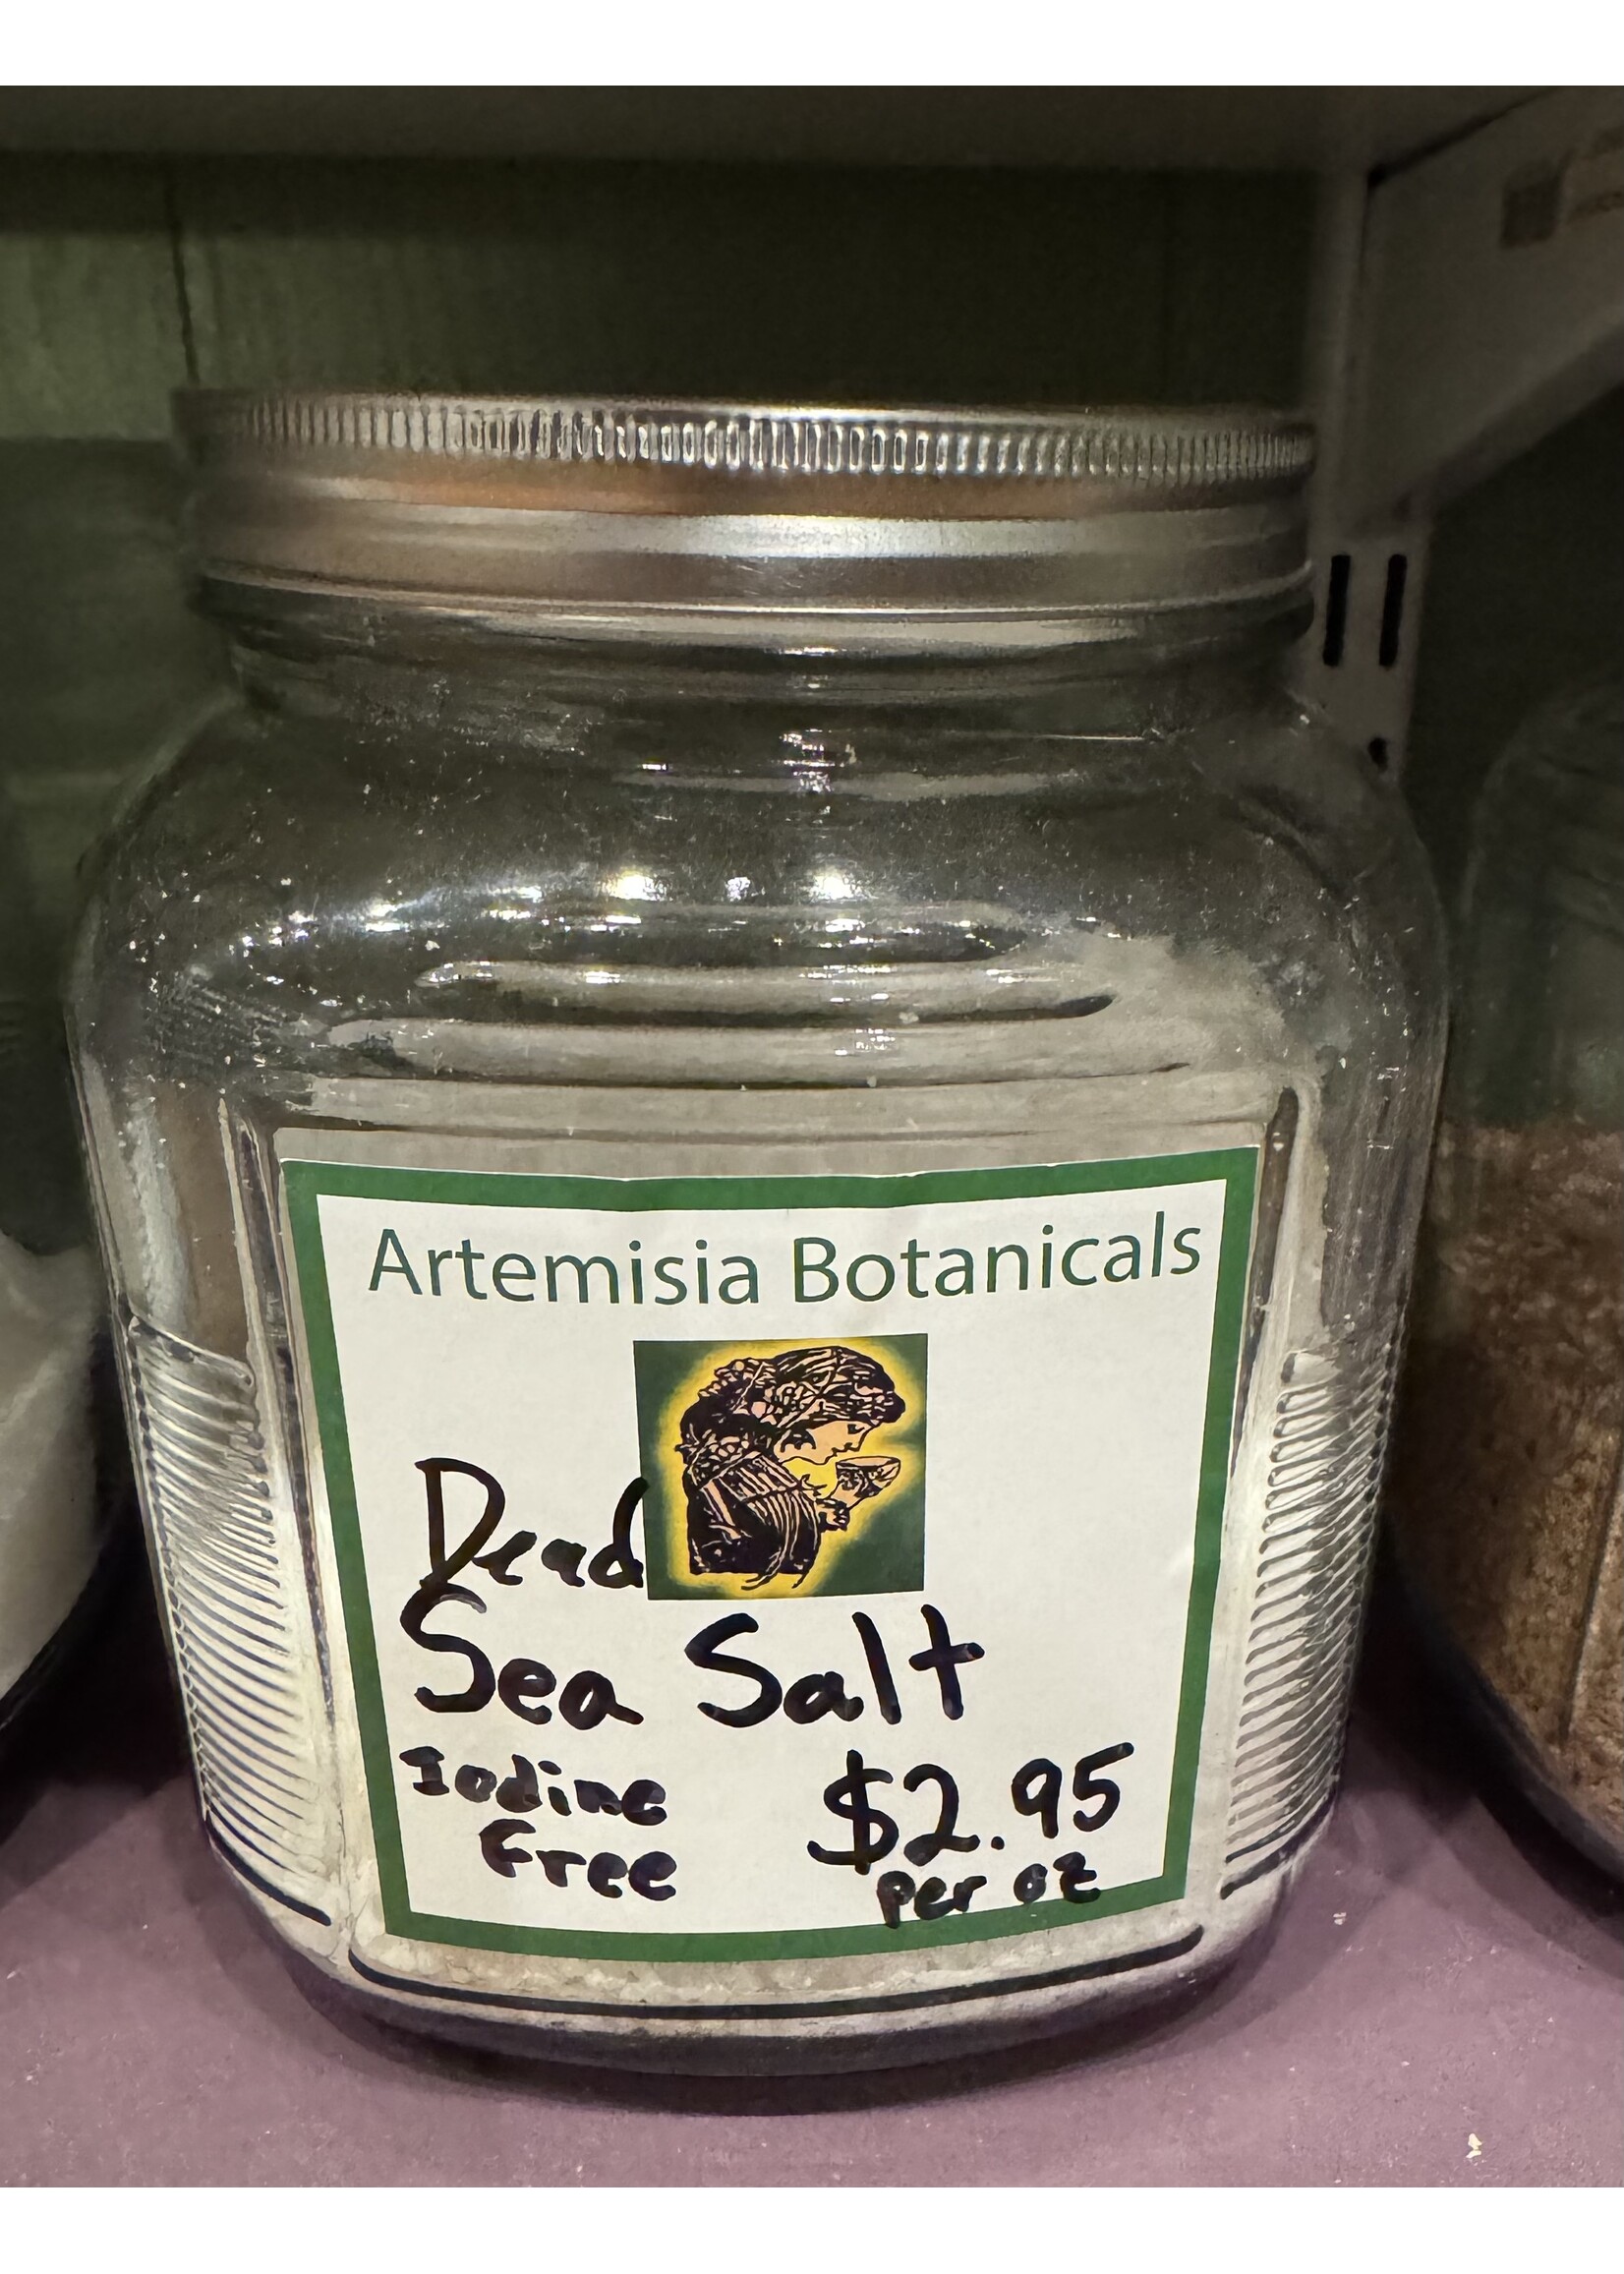 Artemisia Botanicals
Dead
Sea Salt
Iodine
Free
$2.95
per oz